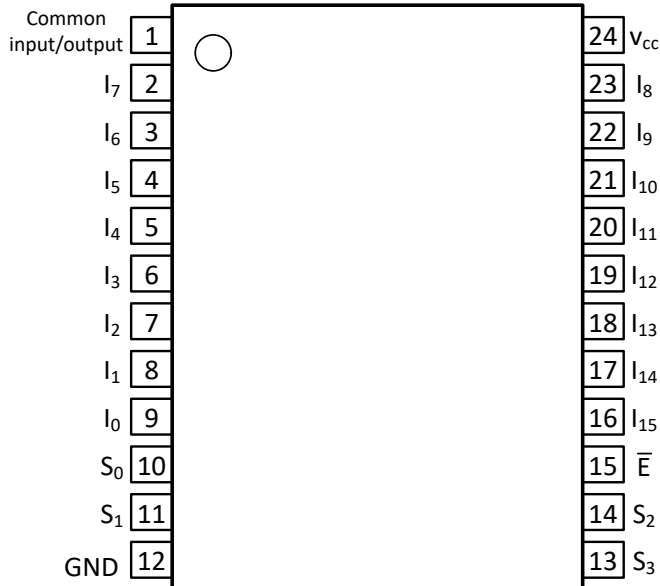 Common
input/output 1 24 v_cc
I₇ 2 23 I₈
I₆ 3 22 I₉
I₅ 4 21 I₁₀
I₄ 5 20 I₁₁
I₃ 6 19 I₁₂
I₂ 7 18 I₁₃
I₁ 8 17 I₁₄
I₀ 9 16 I₁₅
S₀ 10 15 E̅
S₁ 11 14 S₂
GND 12 13 S₃